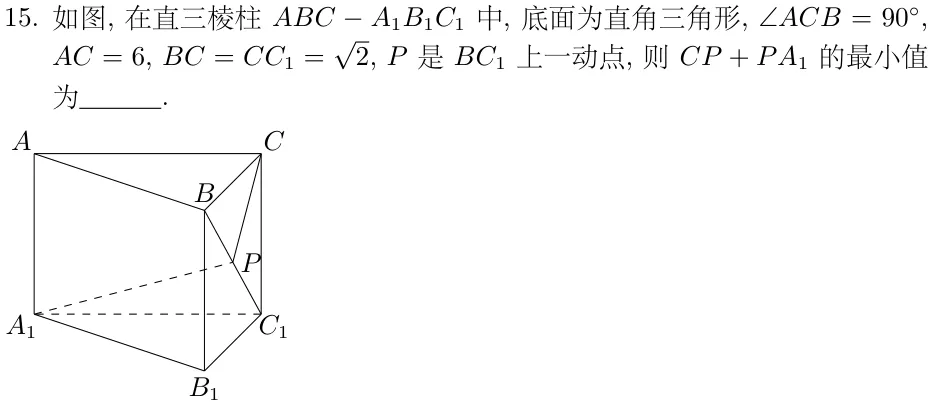 15. 如图, 在直三棱柱 ABC − A₁B₁C₁ 中, 底面为直角三角形, ∠ACB = 90°,
AC = 6, BC = CC₁ = √2, P 是 BC₁ 上一动点, 则 CP + PA₁ 的最小值
为______.
A
C
B
P
A₁
C₁
B₁